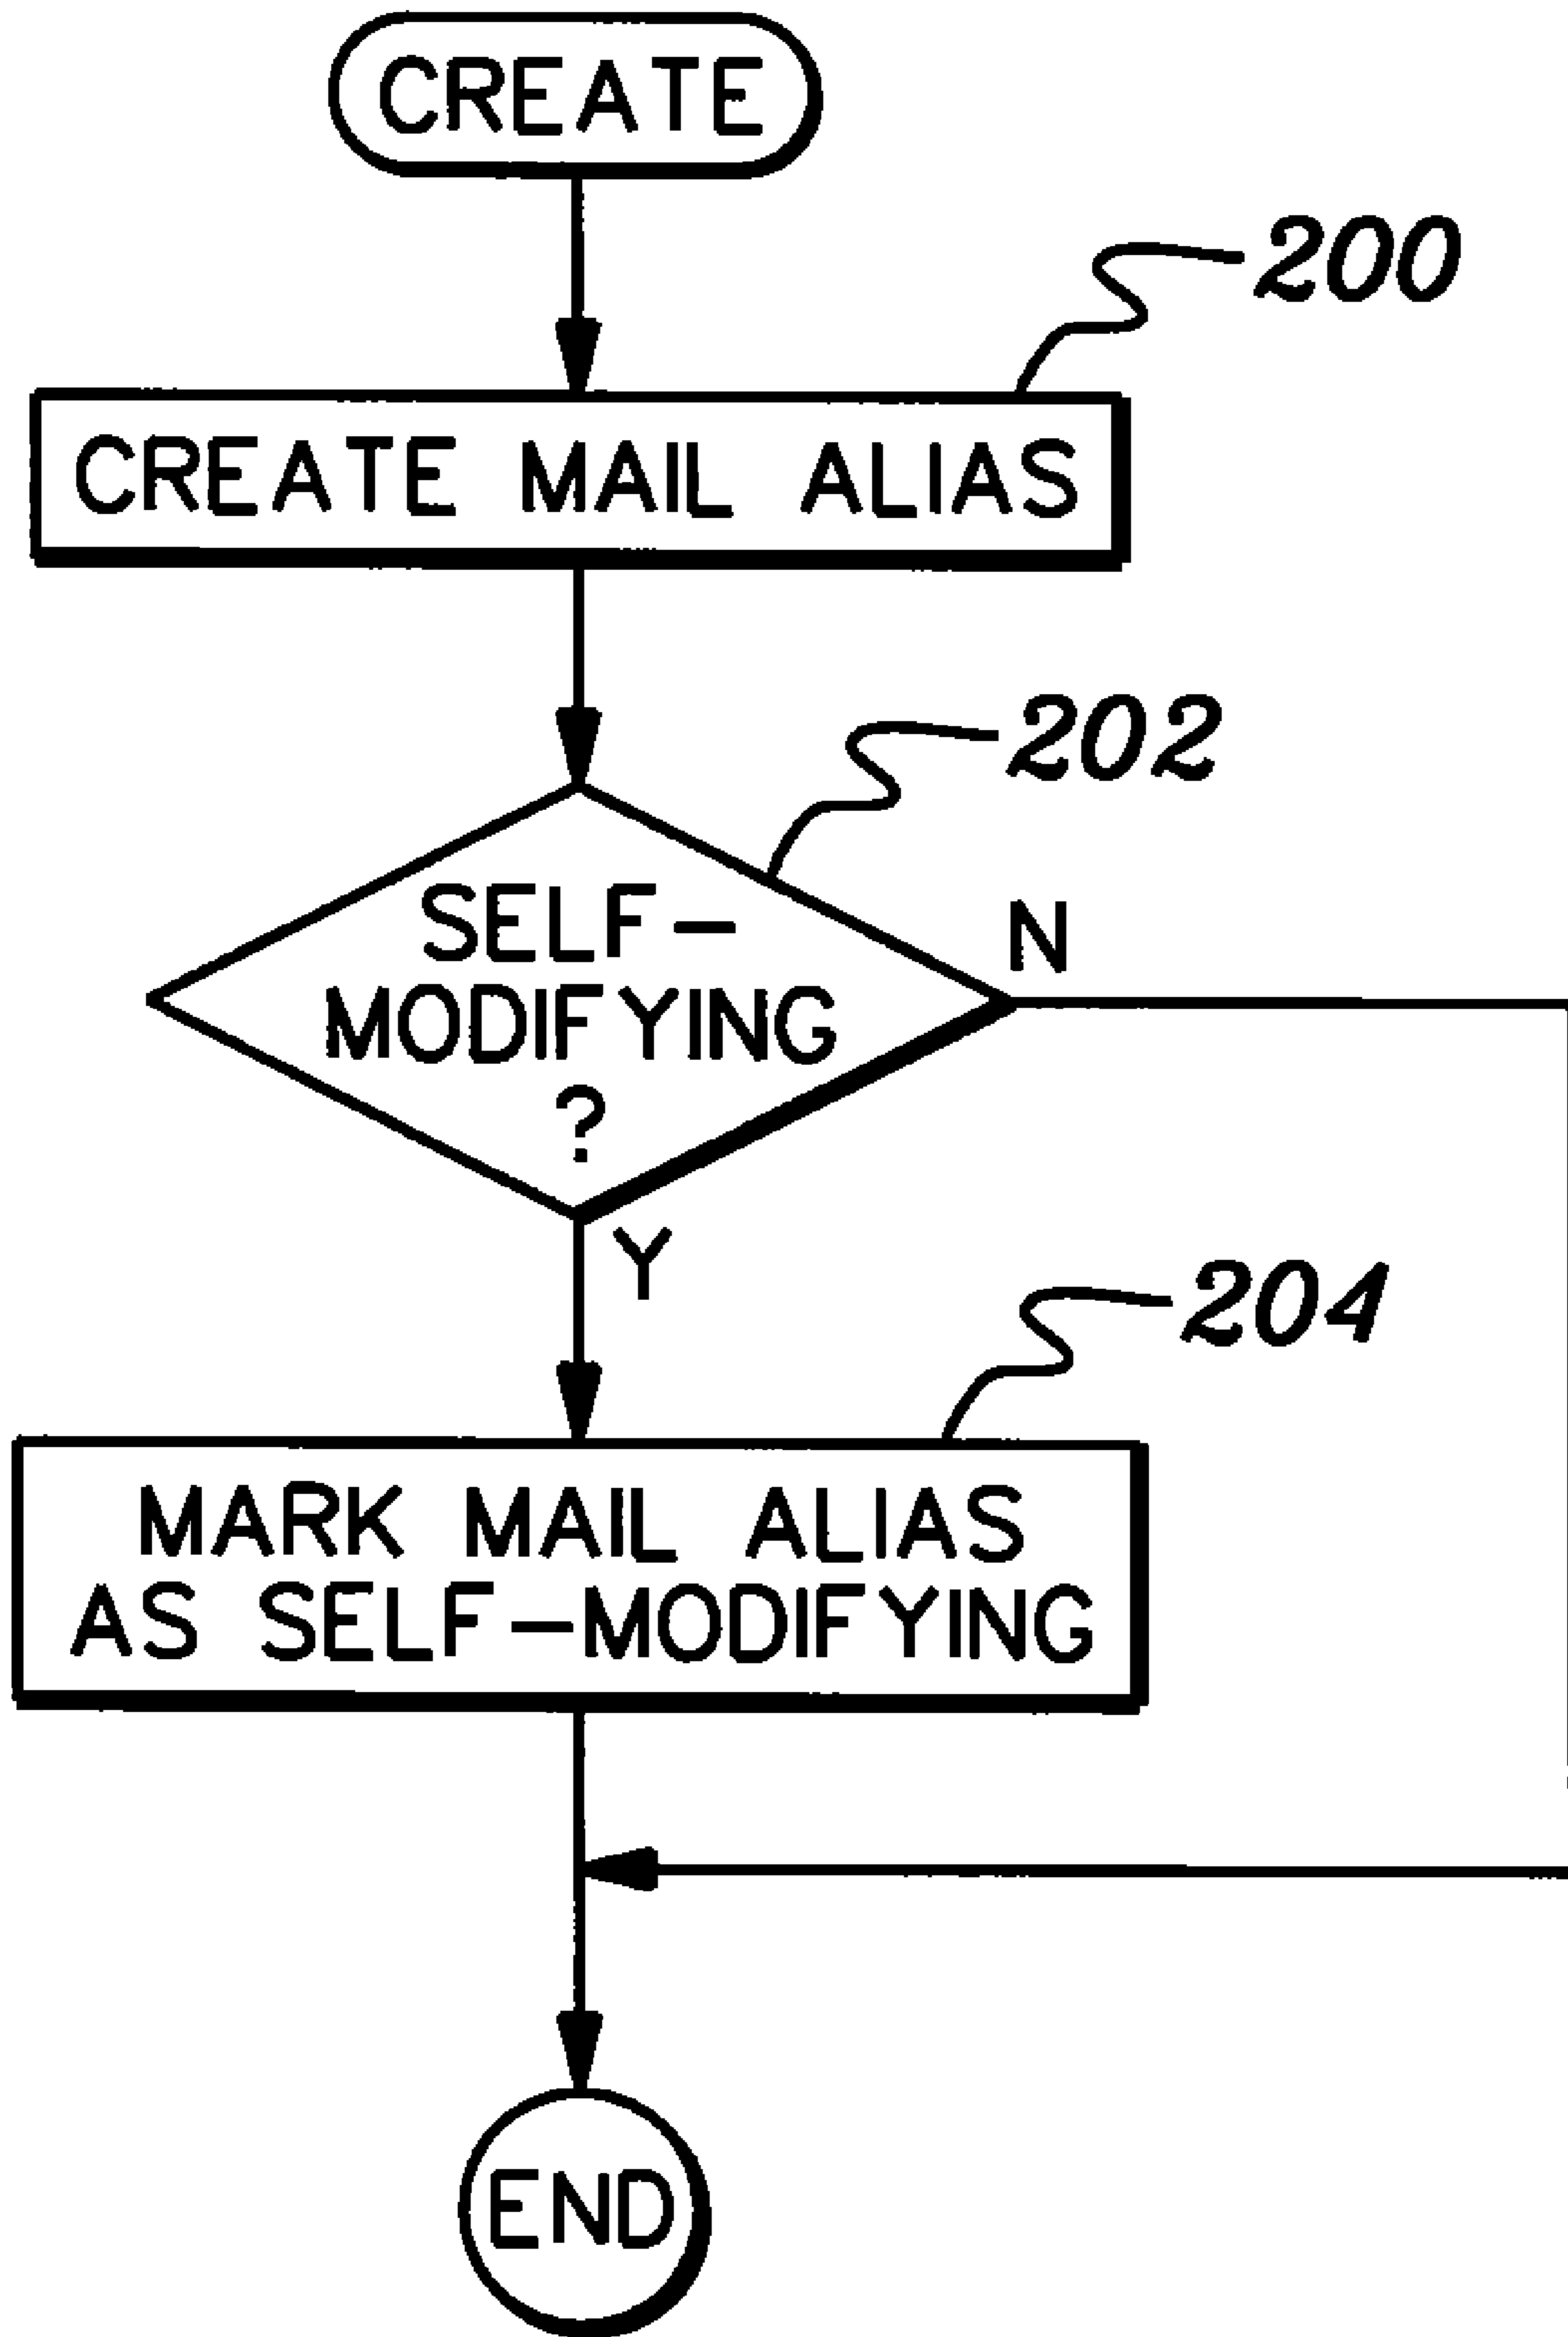 CREATE
200
CREATE MAIL ALIAS
202
SELF-
MODIFYING
?
N
Y
204
MARK MAIL ALIAS
AS SELF-MODIFYING
END